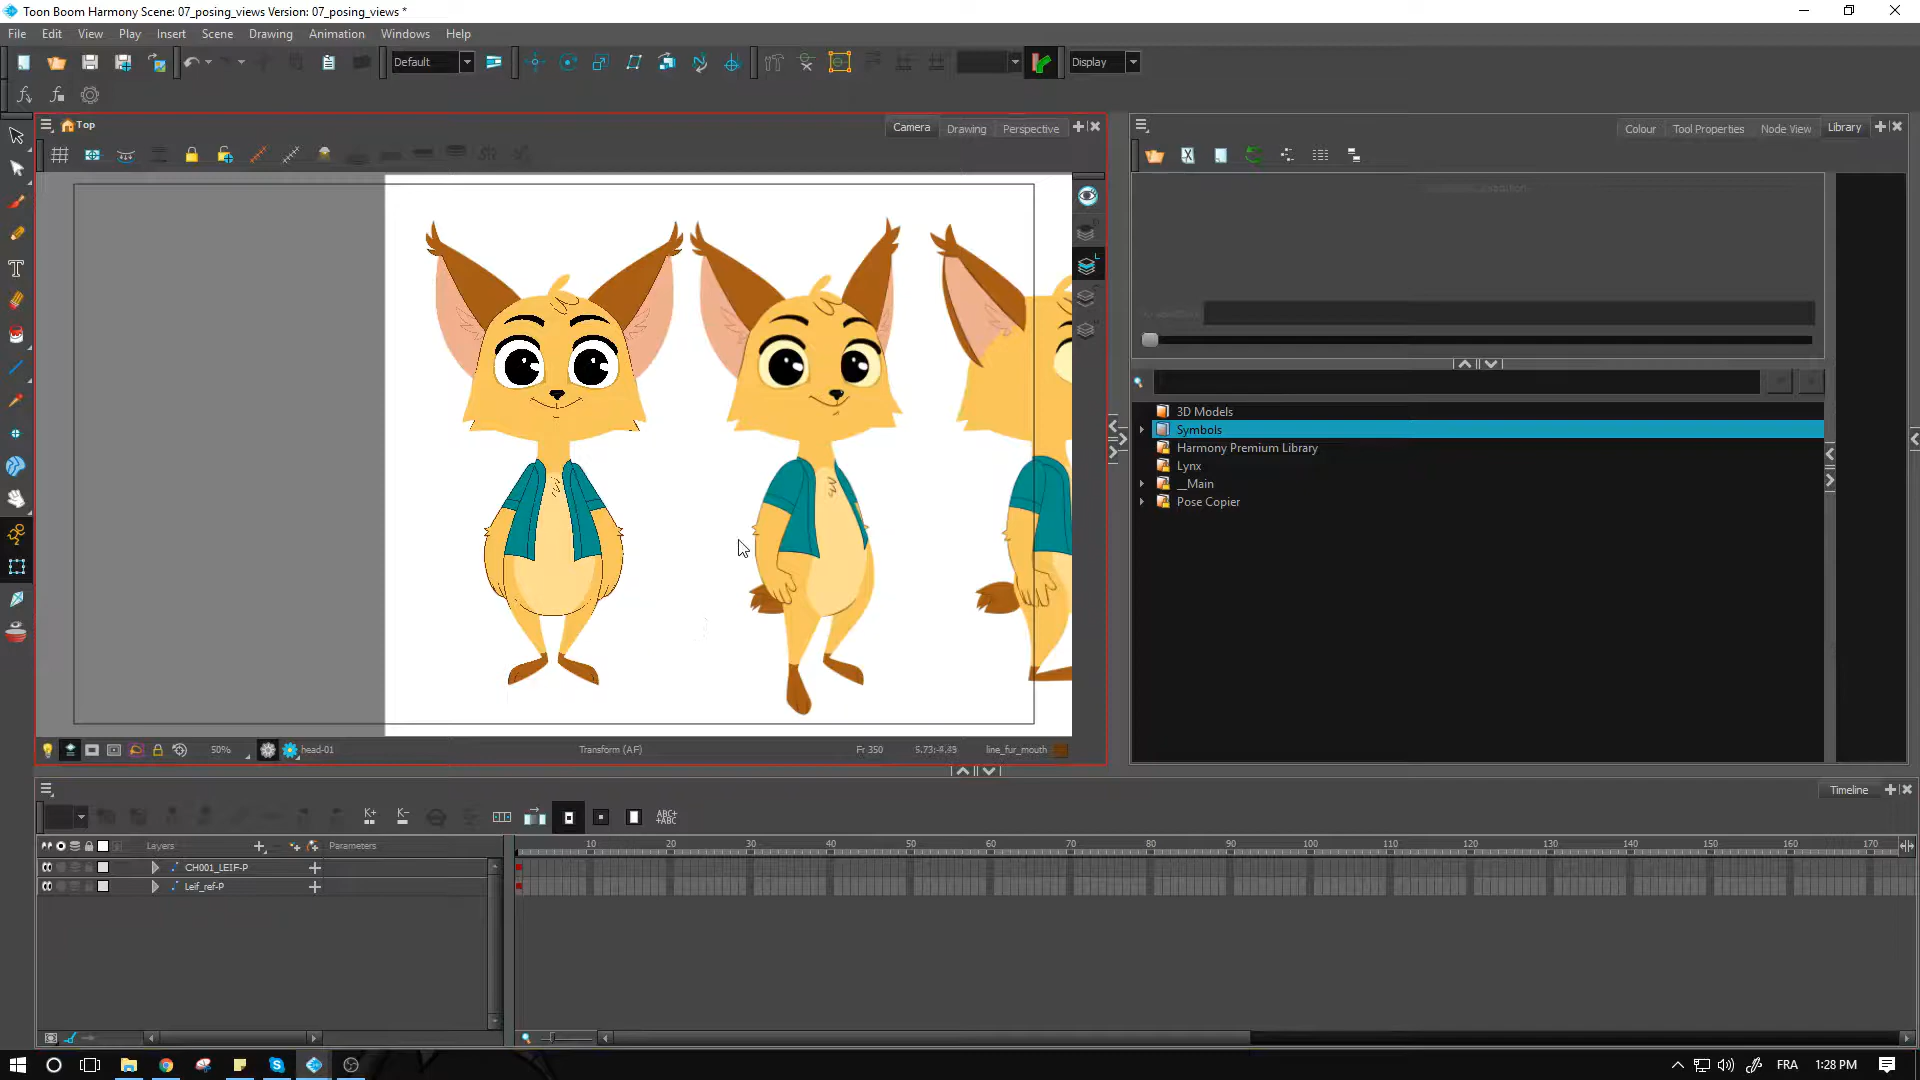 Toon Boom Harmony Scene: 07_posing_views Version: 07_posing_views *
File Edit View Play Insert Scene Drawing Animation Windows Help
Default
Display
Top
Camera
Drawing
Perspective
Colour
Tool Properties
Node View
Library
3D Models
Symbols
Harmony Premium Library
Lynx
__Main
Pose Copier
50%
head-01
Transform (AF)
Fr 350
line_fur_mouth
Timeline
K+
K-
ABC+
+ABC
Layers
Parameters
10 20 30 40 50 60 70 80 90 100 110 120 130 140 150 160 170
CH001_LEIF-P
Leif_ref-P
FRA
1:28 PM